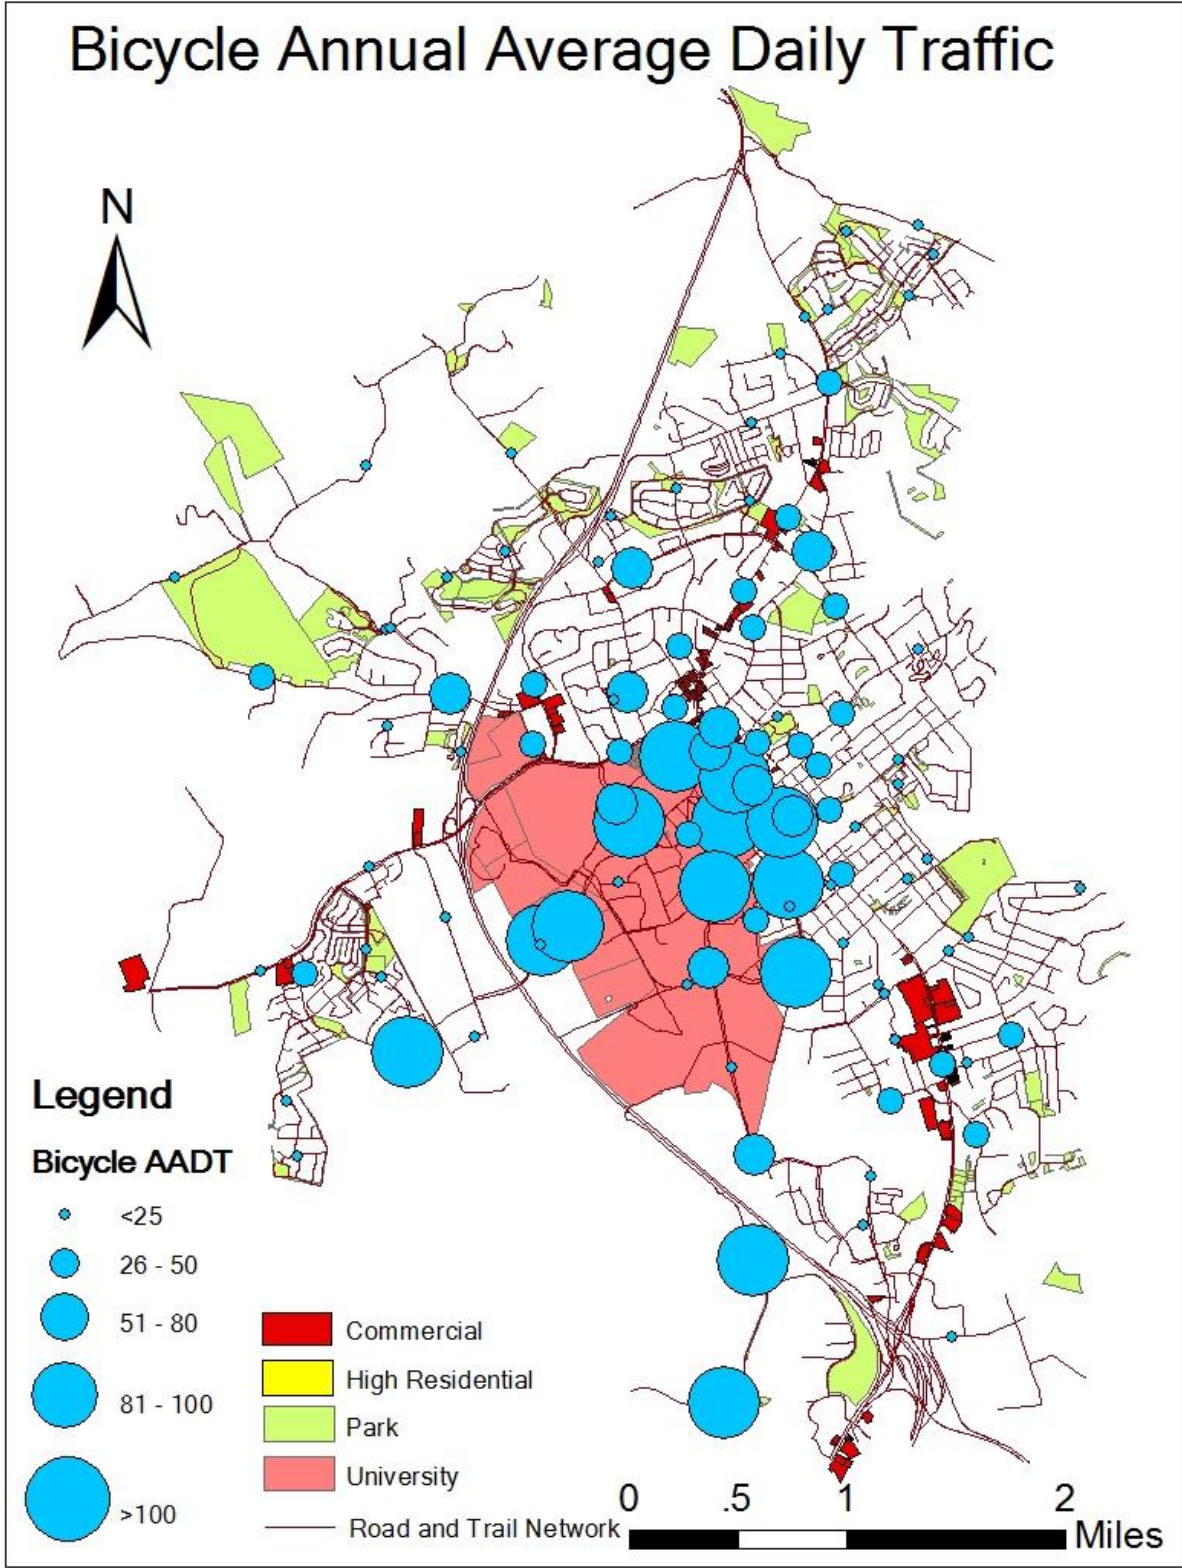 Bicycle Annual Average Daily Traffic
N
Legend
Bicycle AADT
<25
26 - 50
51 - 80
81 - 100
>100
Commercial
High Residential
Park
University
Road and Trail Network
0 .5 1 2
Miles